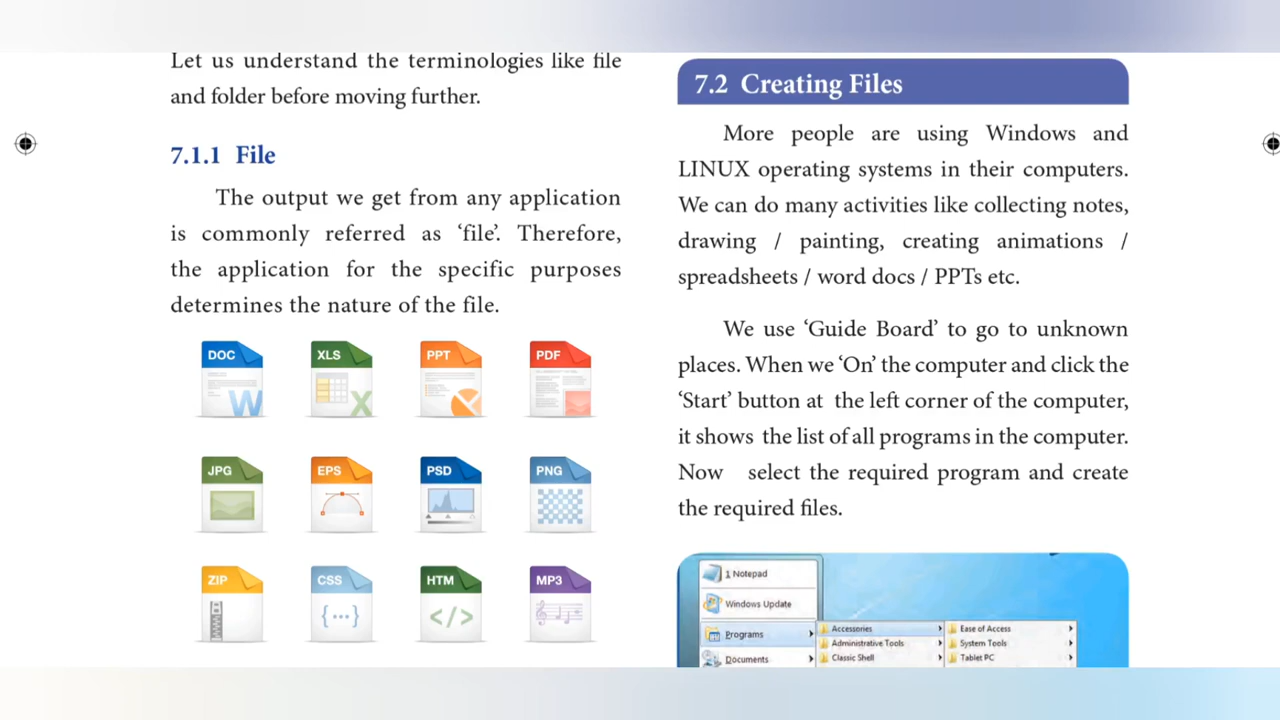 Let us understand the terminologies like file
and folder before moving further.
7.1.1 File
The output we get from any application
is commonly referred as ‘file’. Therefore,
the application for the specific purposes
determines the nature of the file.
DOC XLS PPT PDF
W X
JPG EPS PSD PNG
ZIP CSS HTM MP3
{...} </>
7.2 Creating Files
More people are using Windows and
LINUX operating systems in their computers.
We can do many activities like collecting notes,
drawing / painting, creating animations /
spreadsheets / word docs / PPTs etc.
We use ‘Guide Board’ to go to unknown
places. When we ‘On’ the computer and click the
‘Start’ button at the left corner of the computer,
it shows the list of all programs in the computer.
Now select the required program and create
the required files.
1 Notepad
Windows Update
Programs
Documents
Accessories
Administrative Tools
Classic Shell
Ease of Access
System Tools
Tablet PC